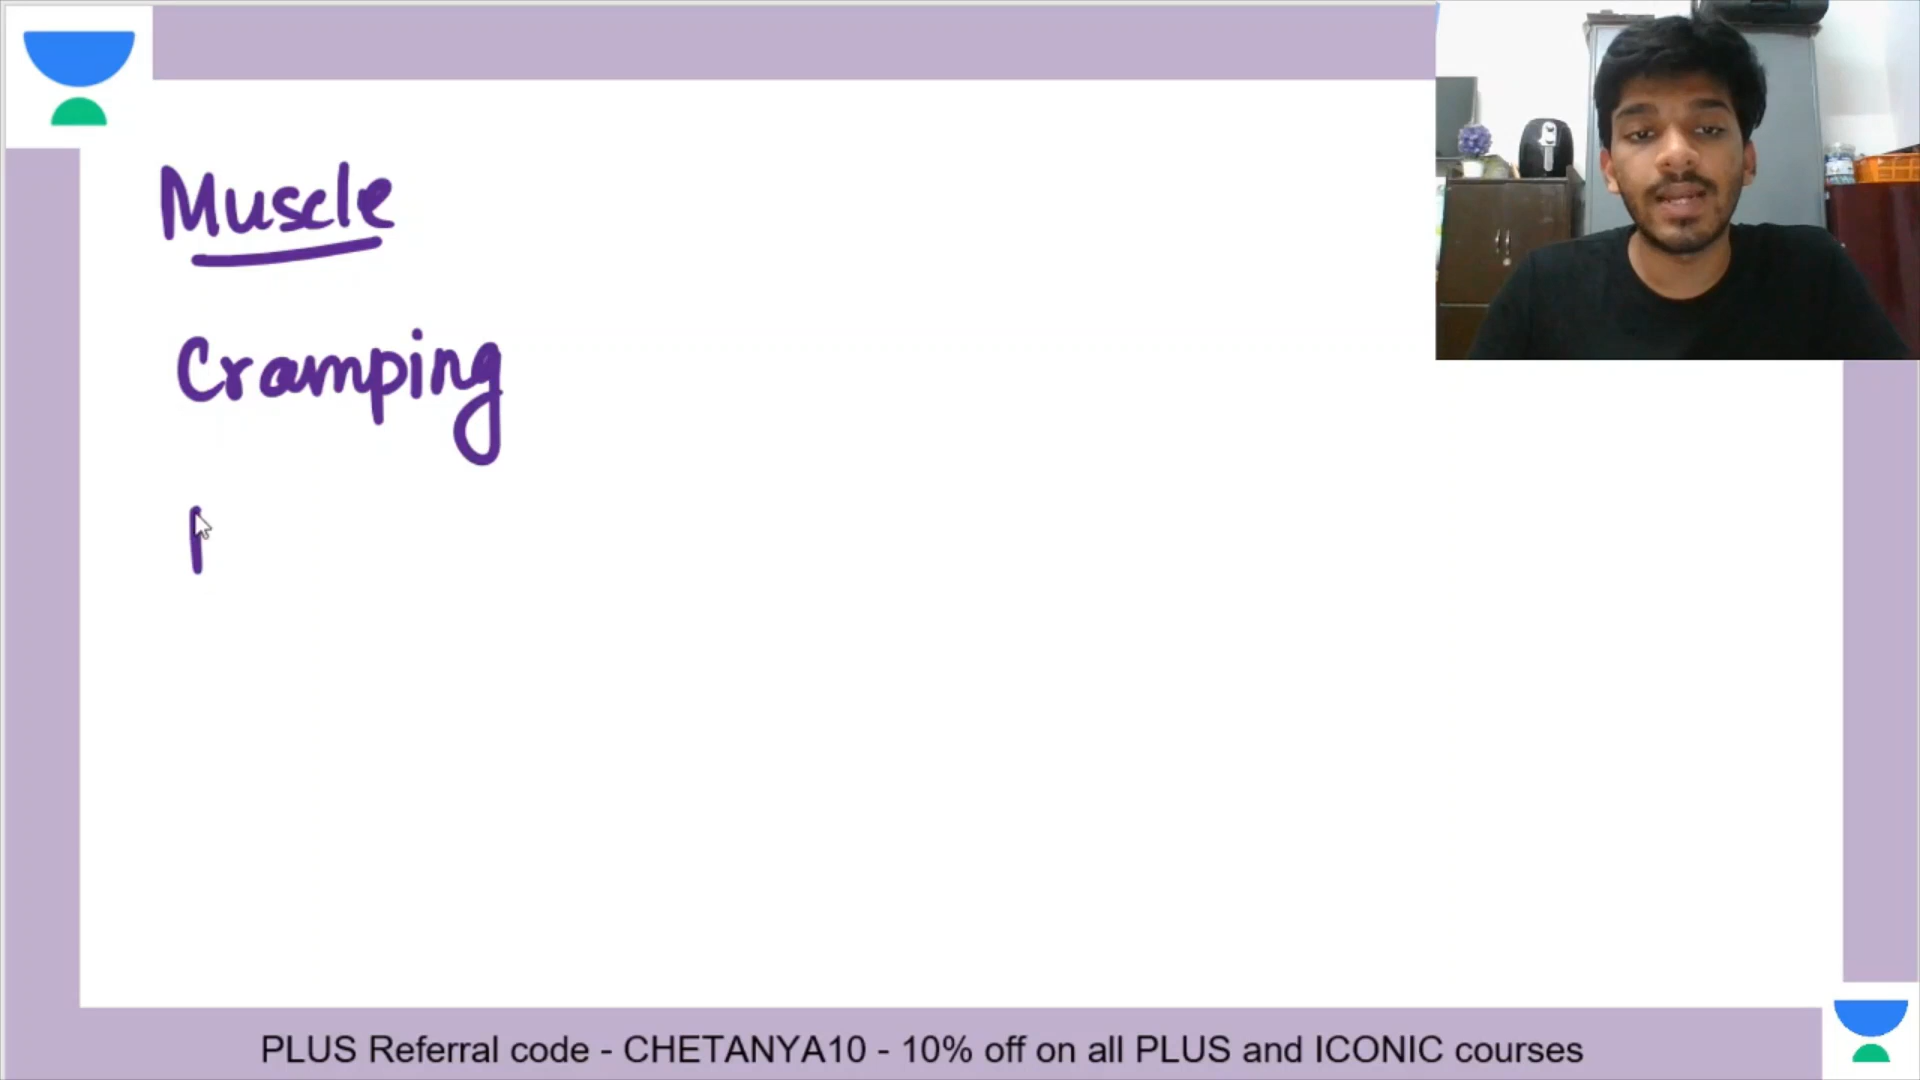 Muscle
Cramping
PLUS Referral code - CHETANYA10 - 10% off on all PLUS and ICONIC courses